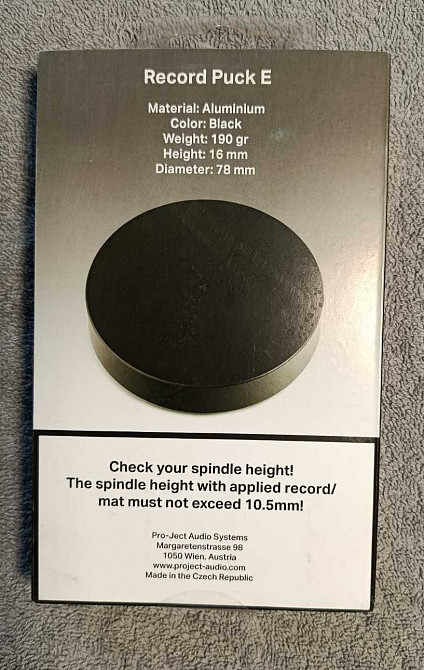 Record Puck E
Material: Aluminium
Color: Black
Weight: 190 gr
Height: 16 mm
Diameter: 78 mm
Check your spindle height!
The spindle height with applied record/
mat must not exceed 10.5mm!
Pro-Ject Audio Systems
Margaretenstrasse 98
1050 Wien, Austria
www.project-audio.com
Made in the Czech Republic